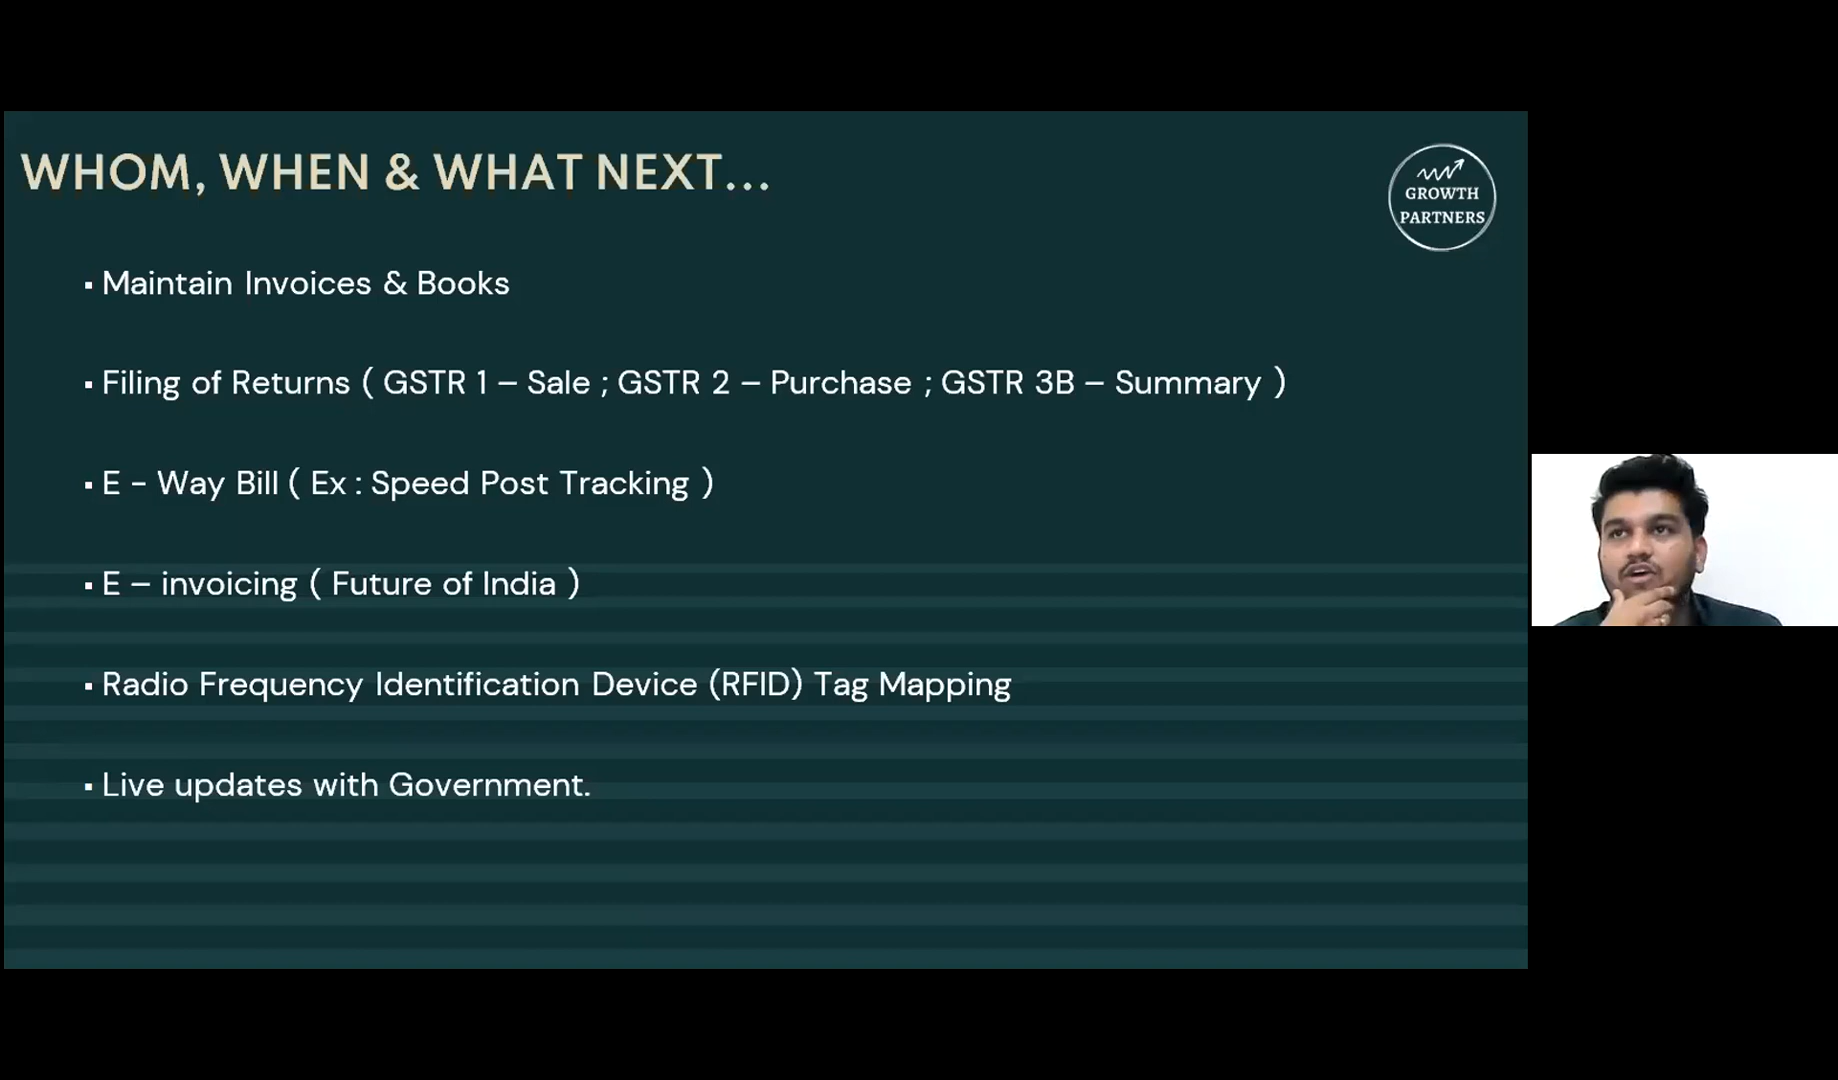 WHOM, WHEN & WHAT NEXT...
GROWTH
PARTNERS
▪ Maintain Invoices & Books
▪ Filing of Returns ( GSTR 1 – Sale ; GSTR 2 – Purchase ; GSTR 3B – Summary )
▪ E - Way Bill ( Ex : Speed Post Tracking )
▪ E – invoicing ( Future of India )
▪ Radio Frequency Identification Device (RFID) Tag Mapping
▪ Live updates with Government.